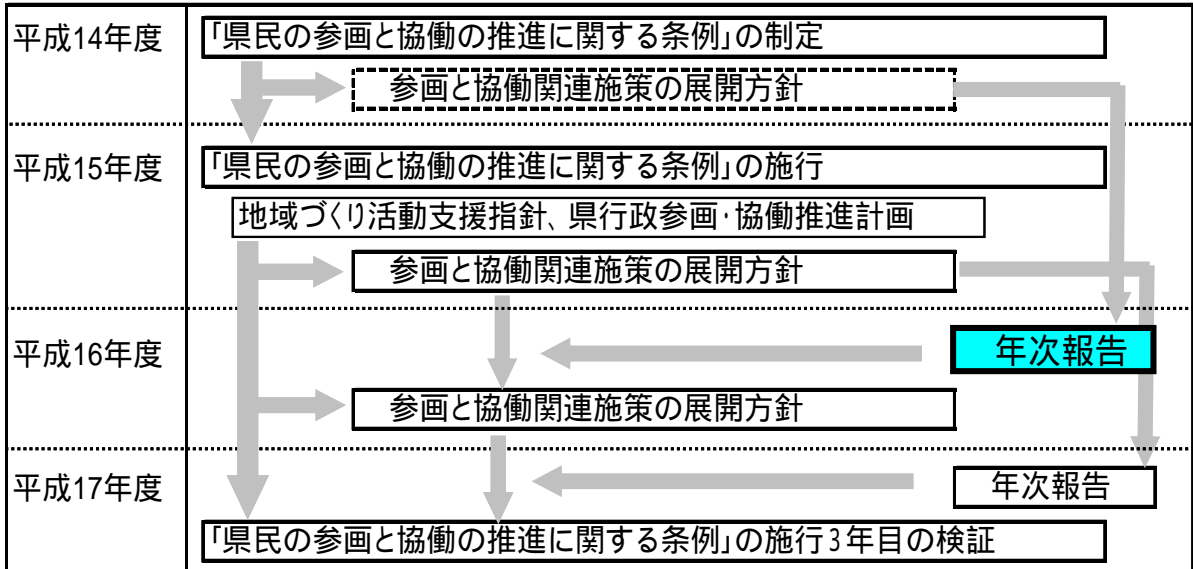 平成14年度
「県民の参画と協働の推進に関する条例」の制定
参画と協働関連施策の展開方針
平成15年度
「県民の参画と協働の推進に関する条例」の施行
地域づくり活動支援指針、県行政参画・協働推進計画
参画と協働関連施策の展開方針
平成16年度
年次報告
参画と協働関連施策の展開方針
平成17年度
年次報告
「県民の参画と協働の推進に関する条例」の施行3年目の検証